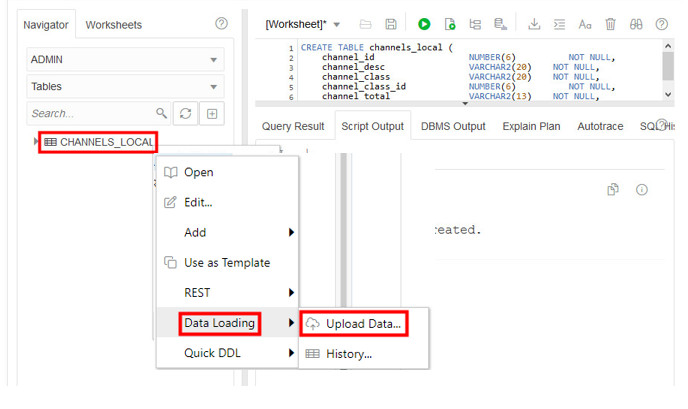 Navigator
Worksheets
[Worksheet]*
ADMIN
Tables
Search...
CHANNELS_LOCAL
1 CREATE TABLE channels_local (
2 channel_id NUMBER(6) NOT NULL,
3 channel_desc VARCHAR2(20) NOT NULL,
4 channel_class VARCHAR2(20) NOT NULL,
5 channel_class_id NUMBER(6) NOT NULL,
6 channel_total VARCHAR2(13) NOT NULL,
Query Result
Script Output
DBMS Output
Explain Plan
Autotrace
SQL His
eated.
Open
Edit...
Add
Use as Template
REST
Data Loading
Quick DDL
Upload Data...
History...